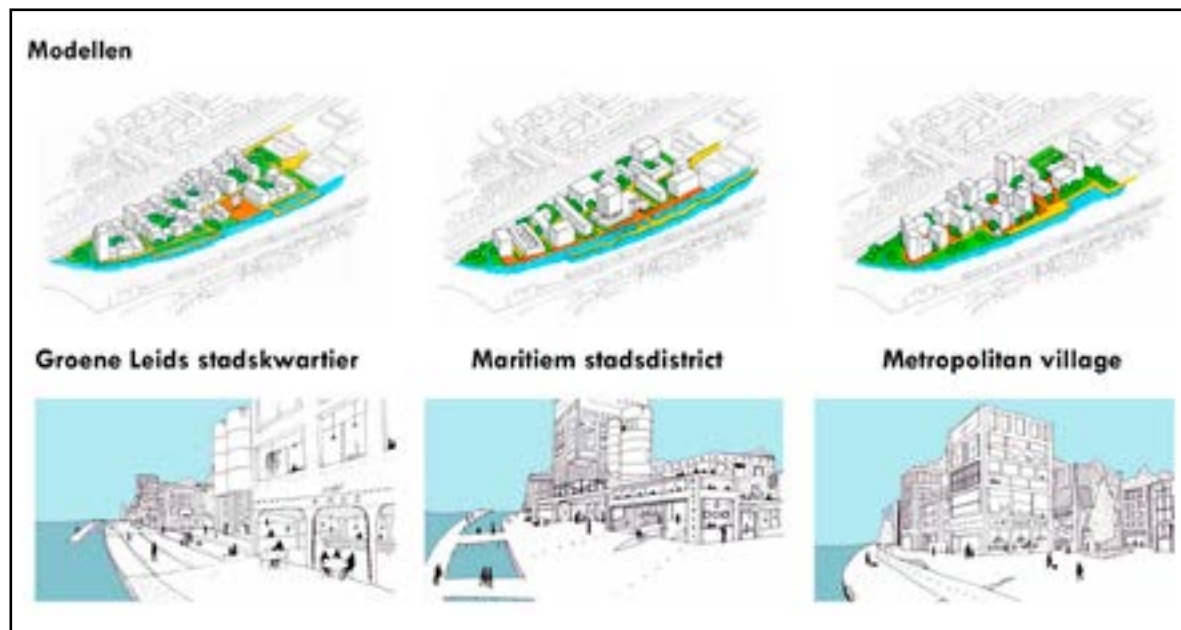 Modellen
Groene Leids stadskwartier
Maritiem stadsdistrict
Metropolitan village